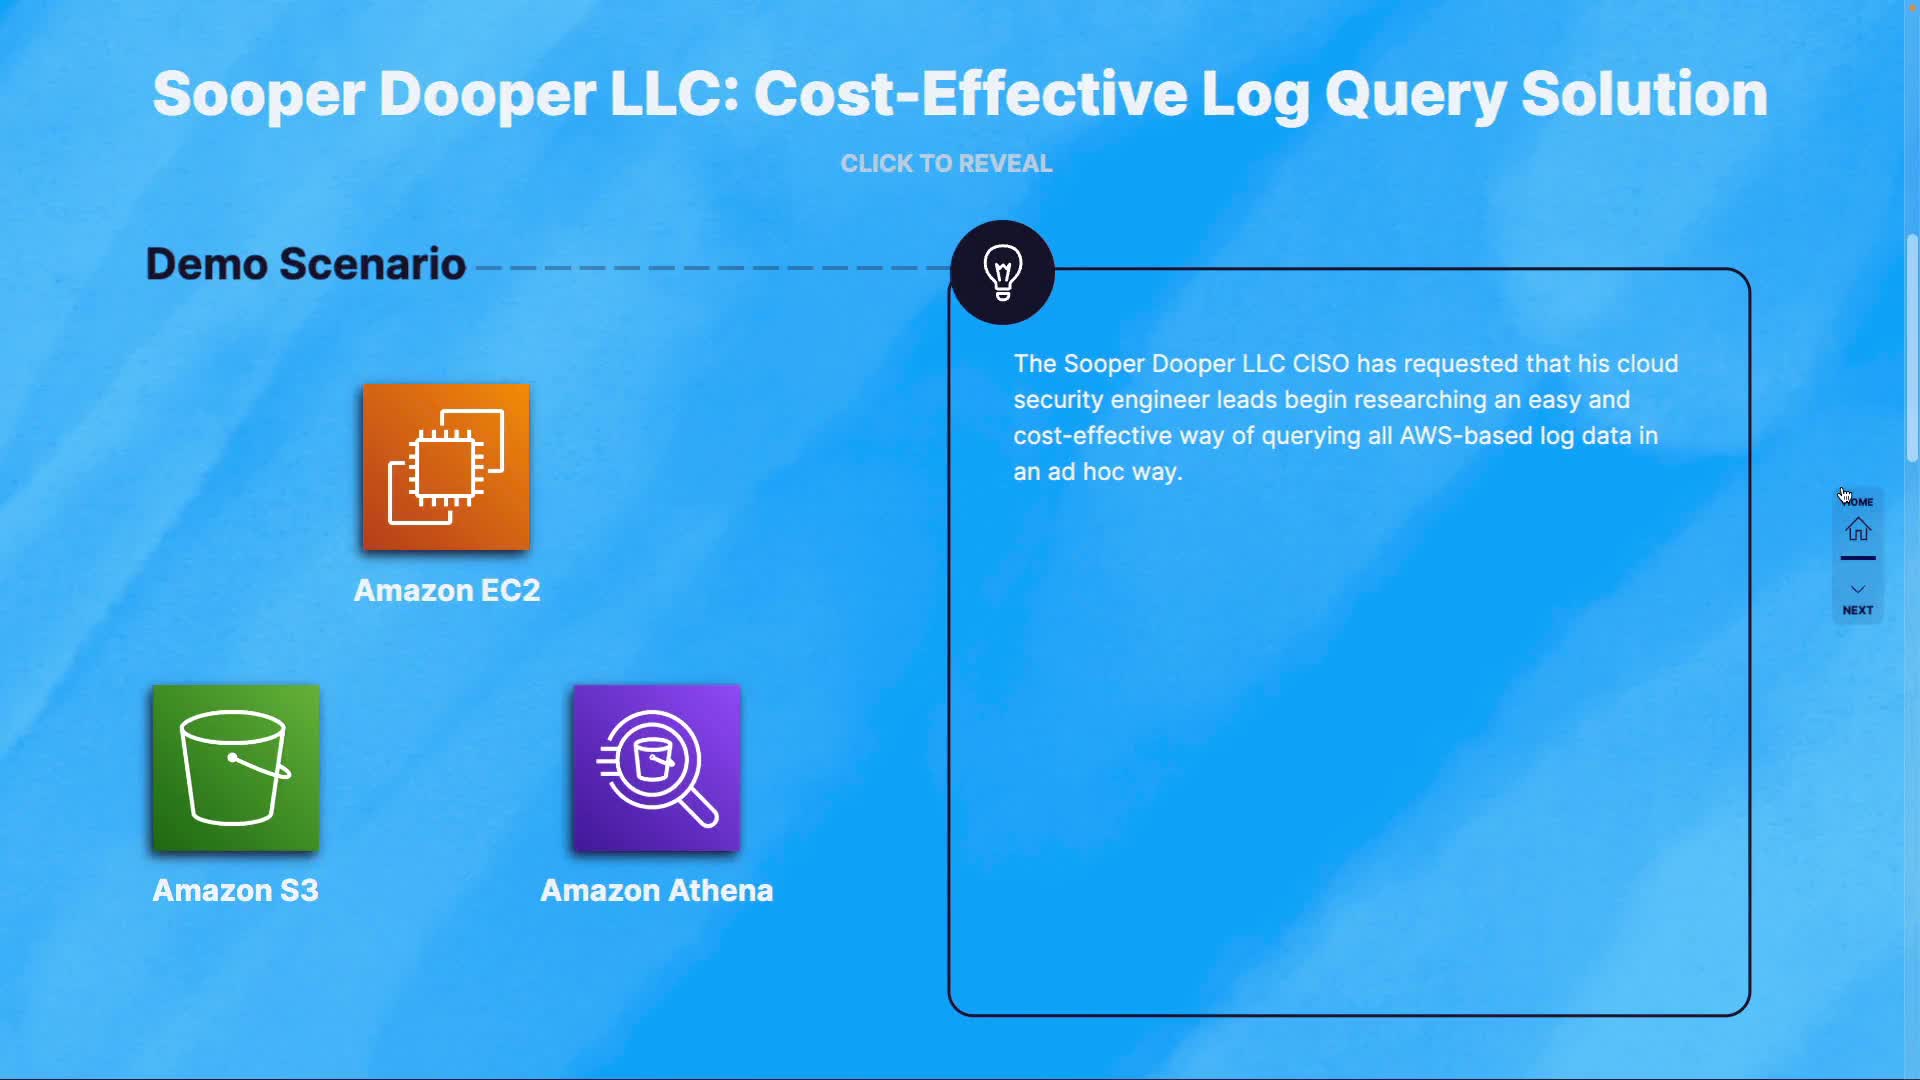 Sooper Dooper LLC: Cost-Effective Log Query Solution
CLICK TO REVEAL
Demo Scenario
The Sooper Dooper LLC CISO has requested that his cloud
security engineer leads begin researching an easy and
cost-effective way of querying all AWS-based log data in
an ad hoc way.
Amazon EC2
Amazon S3
Amazon Athena
HOME
NEXT